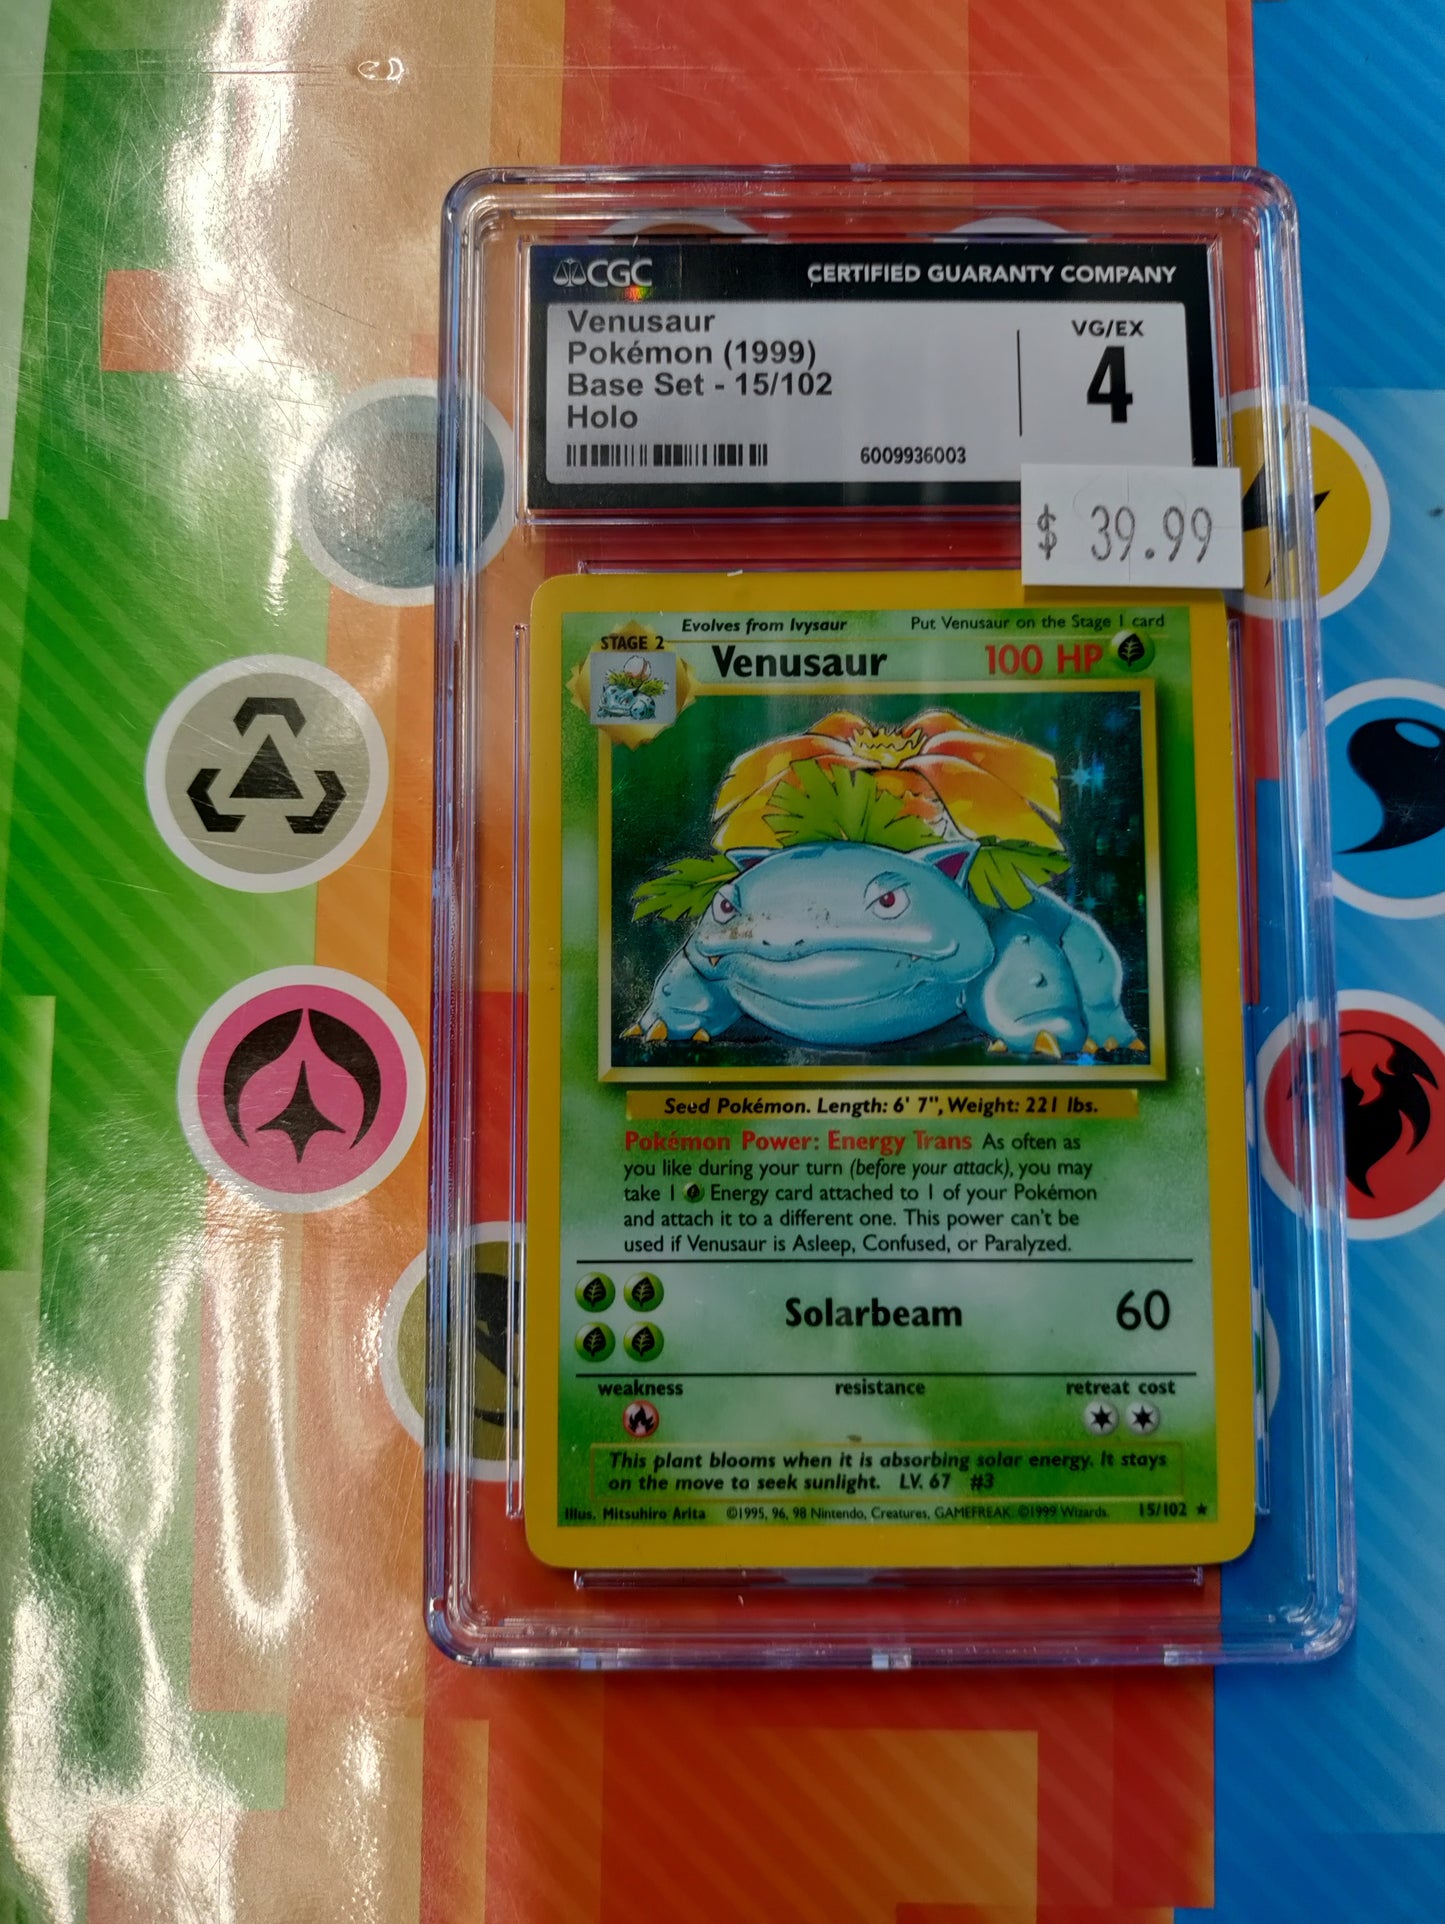 CGC CERTIFIED GUARANTY COMPANY
Venusaur
Pokémon (1999)
Base Set - 15/102
Holo
VG/EX
4
6009936003
$ 39.99
Evolves from Ivysaur Put Venusaur on the Stage 1 card
STAGE 2 Venusaur 100 HP
Seed Pokémon. Length: 6' 7", Weight: 221 lbs.
Pokémon Power: Energy Trans As often as
you like during your turn (before your attack), you may
take 1 Energy card attached to 1 of your Pokémon
and attach it to a different one. This power can't be
used if Venusaur is Asleep, Confused, or Paralyzed.
Solarbeam 60
weakness resistance retreat cost
This plant blooms when it is absorbing solar energy. It stays
on the move to seek sunlight. LV. 67 #3
Illus. Mitsuhiro Arita ©1995, 96, 98 Nintendo, Creatures, GAMEFREAK. ©1999 Wizards. 15/102 ★